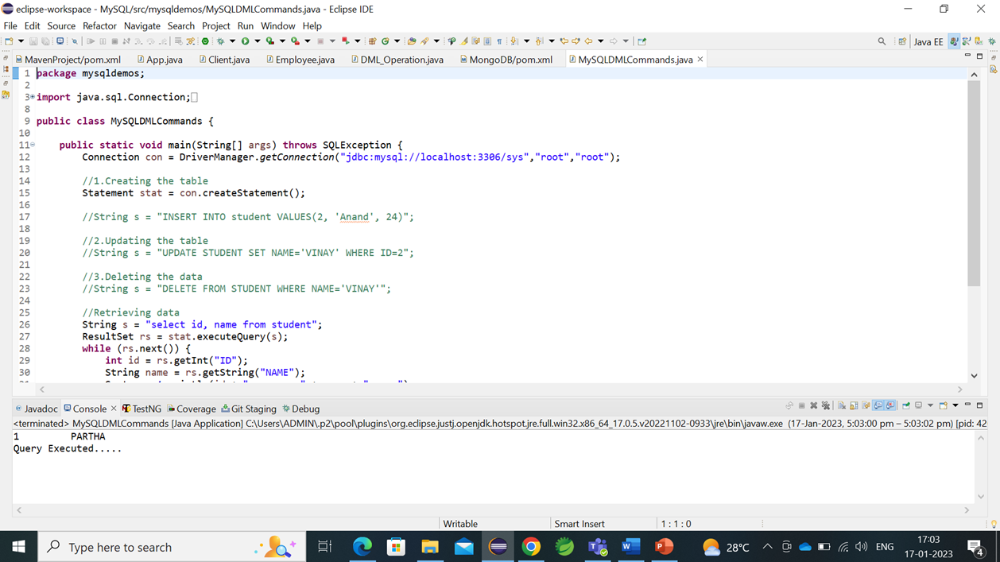 eclipse-workspace - MySQL/src/mysqldemos/MySQLDMLCommands.java - Eclipse IDE
File Edit Source Refactor Navigate Search Project Run Window Help
Java EE
MavenProject/pom.xml App.java Client.java Employee.java DML_Operation.java MongoDB/pom.xml MySQLDMLCommands.java
1 package mysqldemos;
2
3 import java.sql.Connection;
8
9 public class MySQLDMLCommands {
10
11 public static void main(String[] args) throws SQLException {
12 Connection con = DriverManager.getConnection("jdbc:mysql://localhost:3306/sys","root","root");
13
14 //1.Creating the table
15 Statement stat = con.createStatement();
16
17 //String s = "INSERT INTO student VALUES(2, 'Anand', 24)";
18
19 //2.Updating the table
20 //String s = "UPDATE STUDENT SET NAME='VINAY' WHERE ID=2";
21
22 //3.Deleting the data
23 //String s = "DELETE FROM STUDENT WHERE NAME='VINAY'";
24
25 //Retrieving data
26 String s = "select id, name from student";
27 ResultSet rs = stat.executeQuery(s);
28 while (rs.next()) {
29 int id = rs.getInt("ID");
30 String name = rs.getString("NAME");
Javadoc Console TestNG Coverage Git Staging Debug
<terminated> MySQLDMLCommands [Java Application] C:\Users\ADMIN\.p2\pool\plugins\org.eclipse.justj.openjdk.hotspot.jre.full.win32.x86_64_17.0.5.v20221102-0933\jre\bin\javaw.exe (17-Jan-2023, 5:03:00 pm – 5:03:02 pm) [pid: 42
1 PARTHA
Query Executed.....
Writable Smart Insert 1 : 1 : 0
Type here to search
28°C ENG
17:03
17-01-2023
4